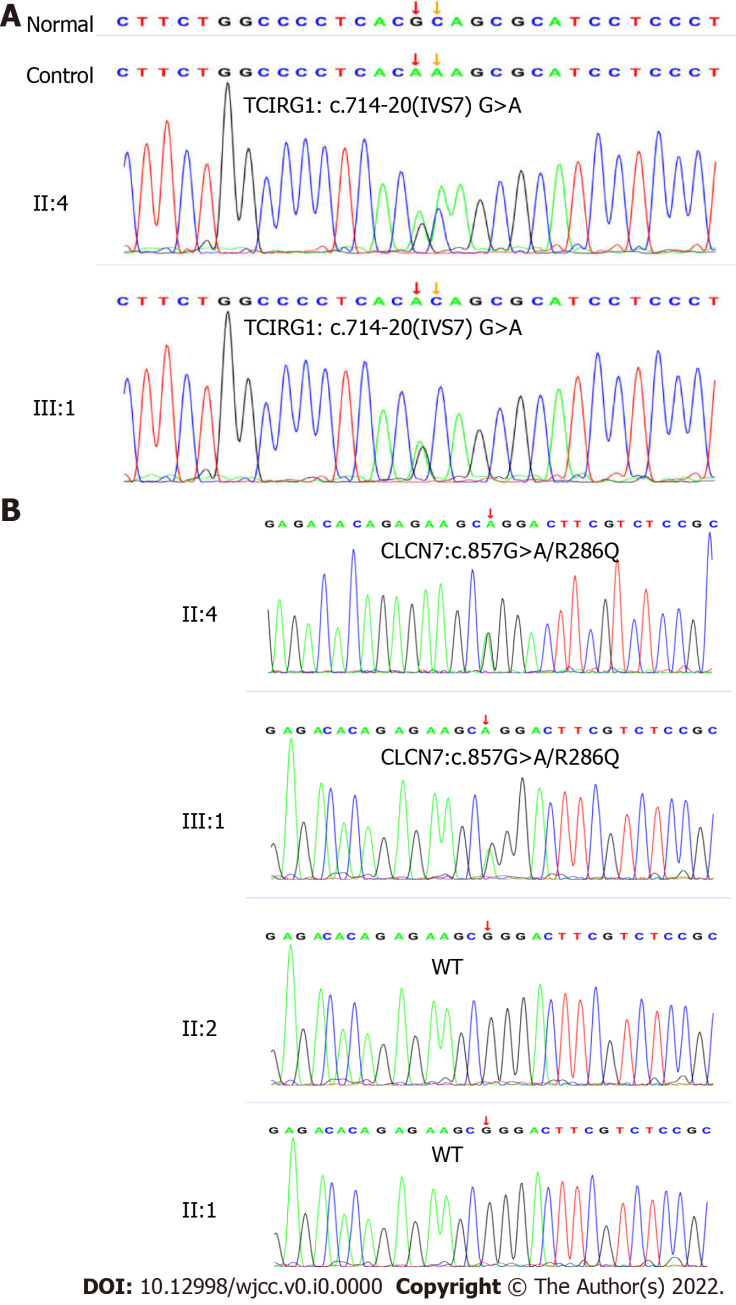 A
Normal C T T C T G G C C C C T C A C G C A G C G C A T C C T C C C T
Control C T T C T G G C C C C T C A C A A A G C G C A T C C T C C C T
TCIRG1: c.714-20(IVS7) G>A
II:4
C T T C T G G C C C C T C A C A C A G C G C A T C C T C C C T
TCIRG1: c.714-20(IVS7) G>A
III:1
B
G A G A C A C A G A G A A G C A G G A C T T C G T C T C C G C
CLCN7:c.857G>A/R286Q
II:4
G A G A C A C A G A G A A G C A G G A C T T C G T C T C C G C
CLCN7:c.857G>A/R286Q
III:1
G A G A C A C A G A G A A G C G G G A C T T C G T C T C C G C
WT
II:2
G A G A C A C A G A G A A G C G G G A C T T C G T C T C C G C
WT
II:1
DOI: 10.12998/wjcc.v0.i0.0000 Copyright © The Author(s) 2022.